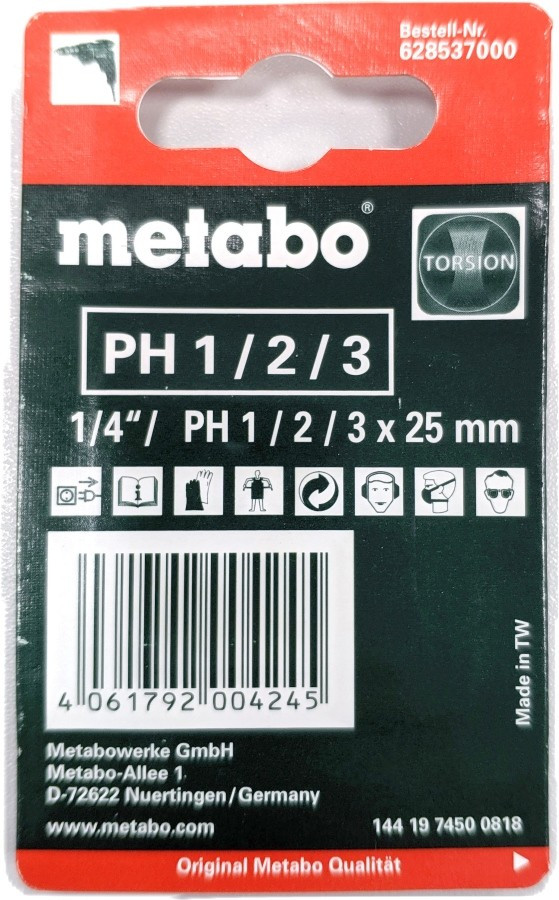 Bestell-Nr.
628537000
metabo®
TORSION
PH 1 / 2 / 3
1/4“/ PH 1 / 2 / 3 x 25 mm
4 061792 004245
Made in TW
Metabowerke GmbH
Metabo-Allee 1
D-72622 Nuertingen/Germany
www.metabo.com
144 19 7450 0818
Original Metabo Qualität